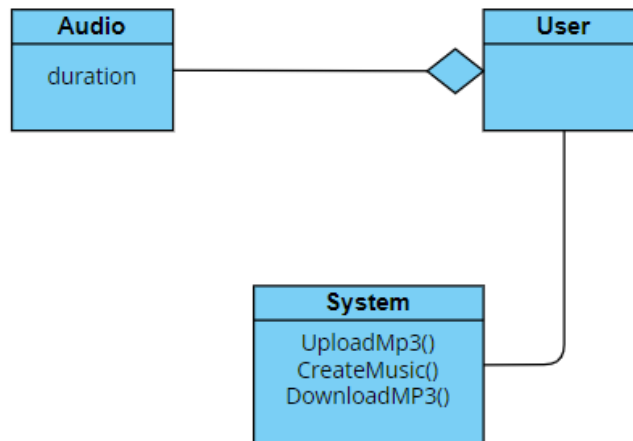 Audio
duration
User
System
UploadMp3()
CreateMusic()
DownloadMP3()